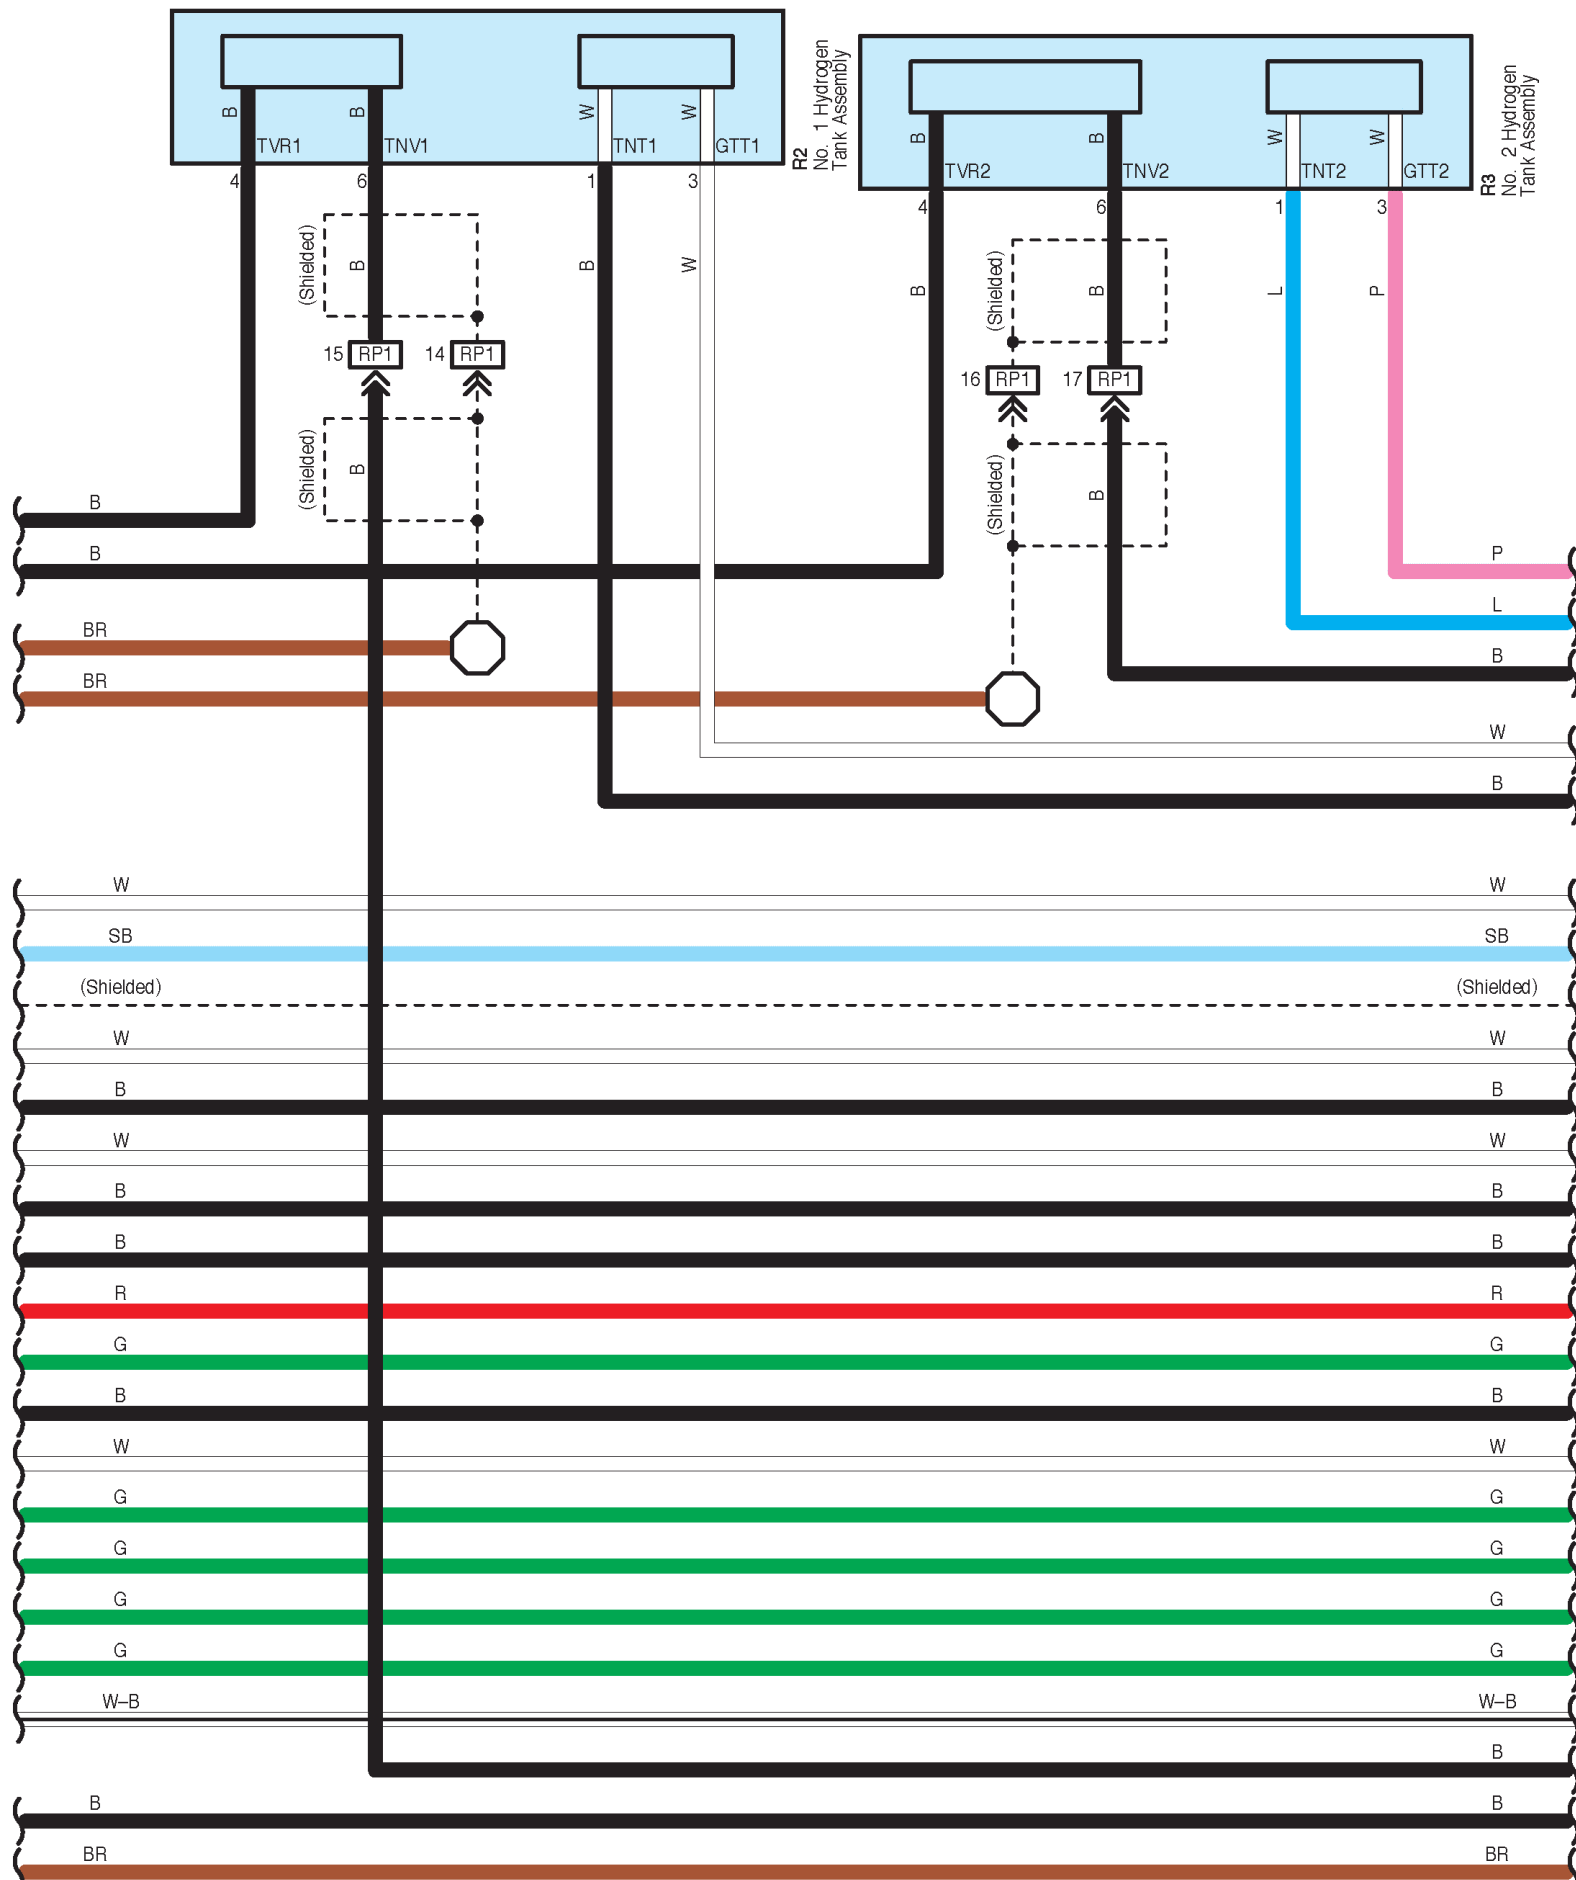 B
B
W
W
TVR1
TNV1
TNT1
GTT1
R2
No. 1 Hydrogen
Tank Assembly
B
B
W
W
TVR2
TNV2
TNT2
GTT2
R3
No. 2 Hydrogen
Tank Assembly
4
6
1
3
4
6
1
3
(Shielded)
B
B
W
B
(Shielded)
B
L
P
15
RP1
14
RP1
16
RP1
17
RP1
(Shielded)
B
(Shielded)
B
B
B
P
L
BR
B
BR
W
B
W
W
SB
SB
(Shielded)
(Shielded)
W
W
B
B
W
W
B
B
B
B
R
R
G
G
B
B
W
W
G
G
G
G
G
G
G
G
W–B
W–B
B
B
B
BR
BR